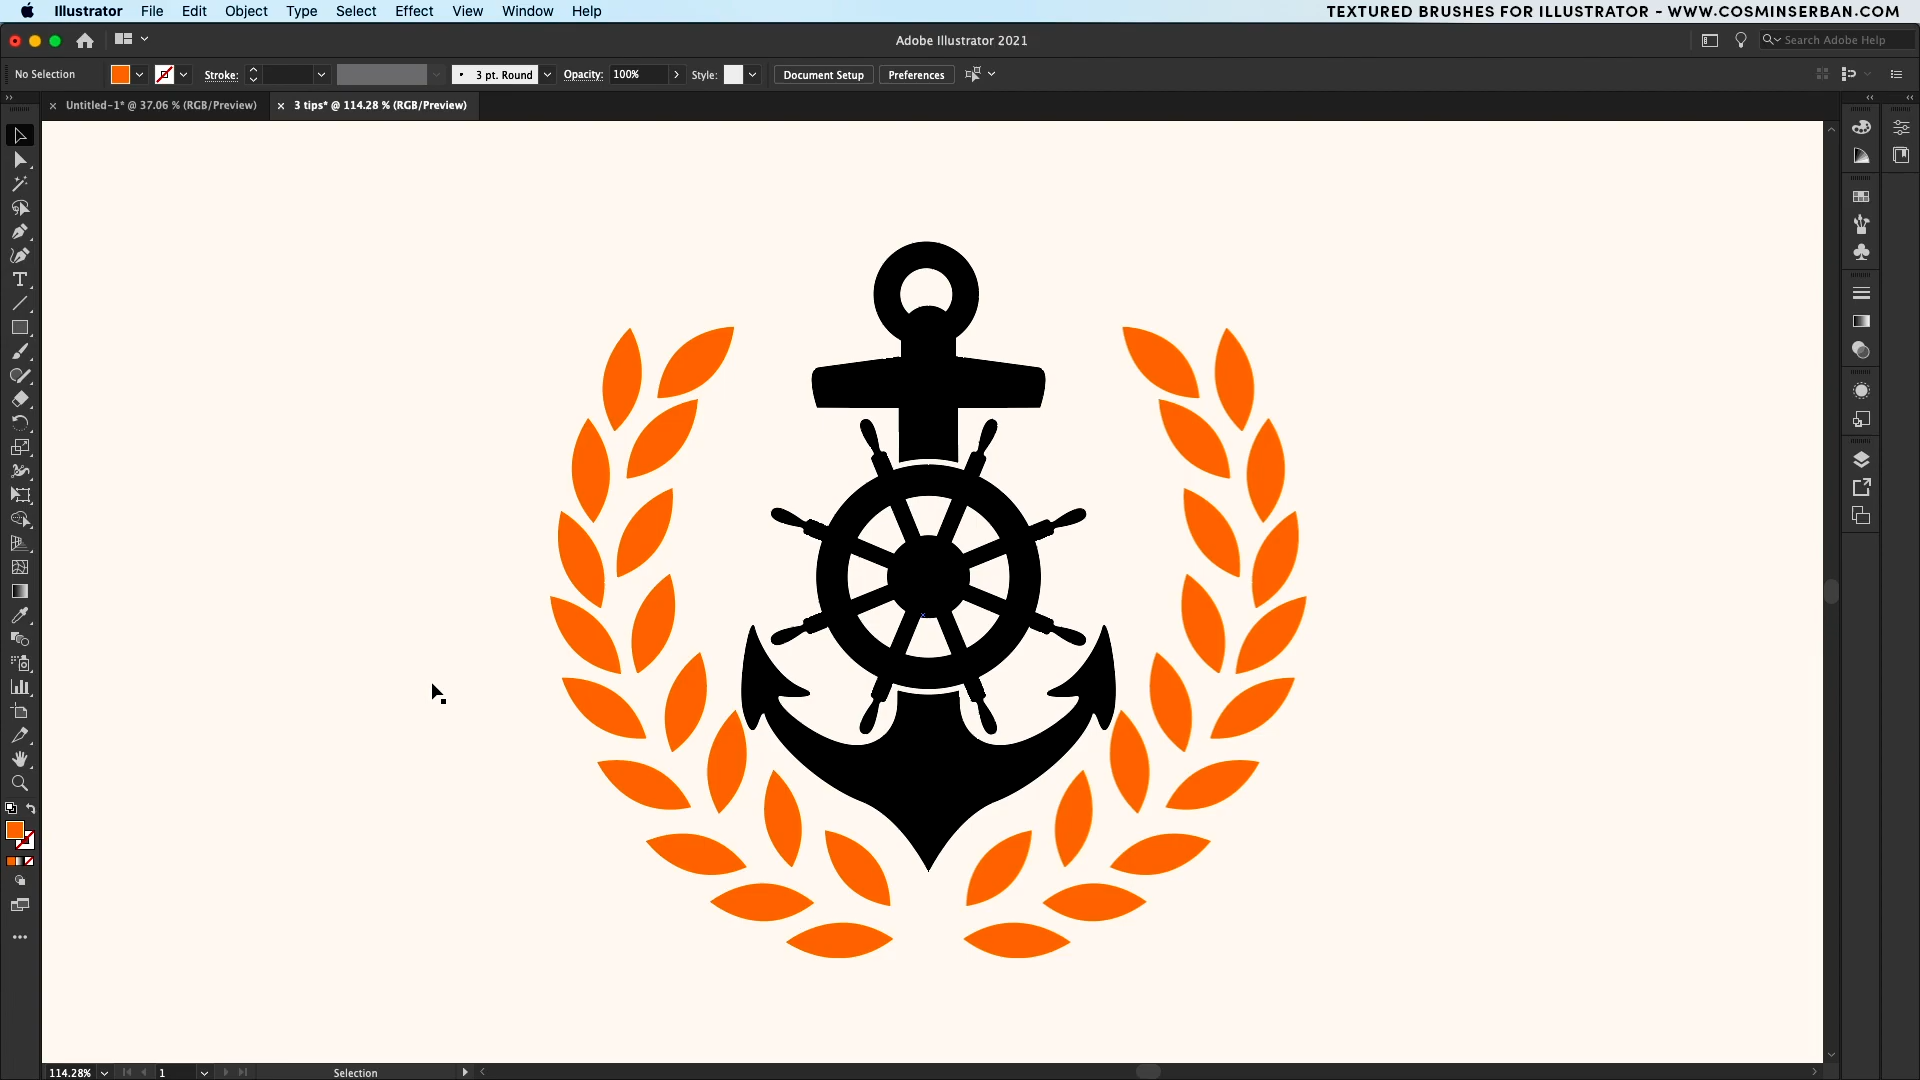 Illustrator File Edit Object Type Select Effect View Window Help
TEXTURED BRUSHES FOR ILLUSTRATOR - WWW.COSMINSERBAN.COM
Adobe Illustrator 2021
Search Adobe Help
No Selection Stroke: 3 pt. Round Opacity: 100% Style: Document Setup Preferences
Untitled-1* @ 37.06 % (RGB/Preview) 3 tips* @ 114.28 % (RGB/Preview)
114.28% 1 Selection